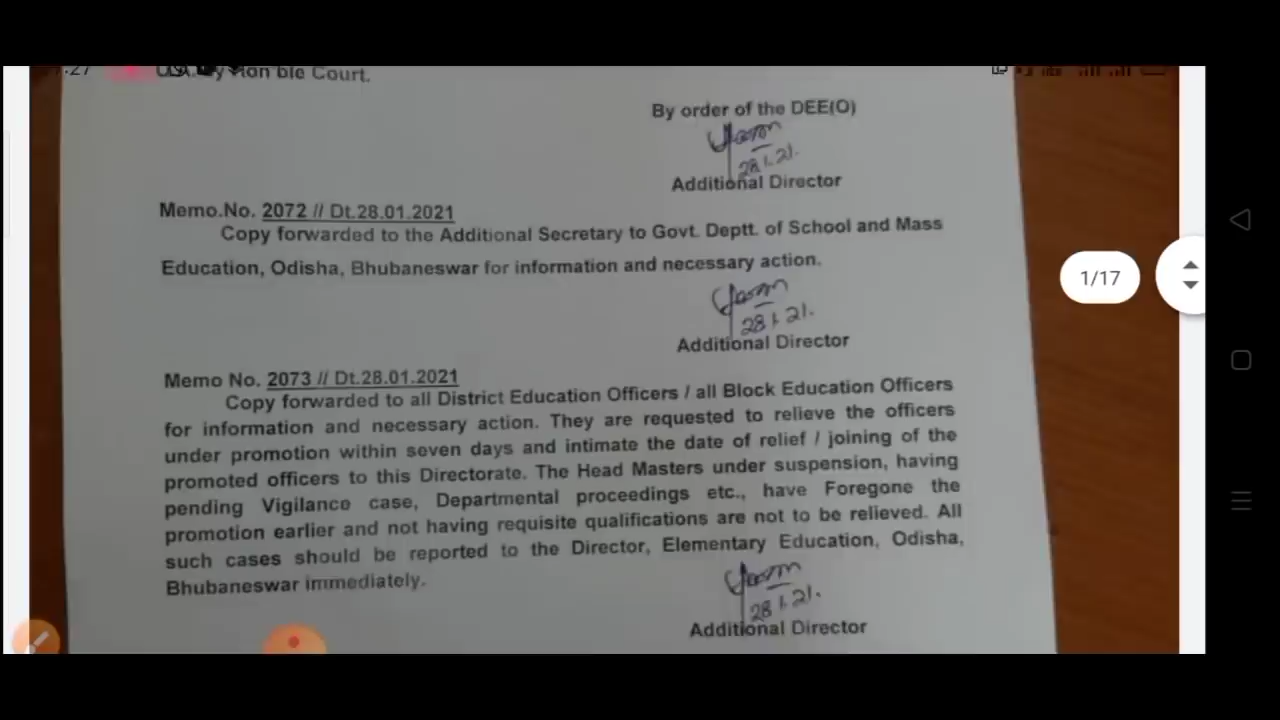 Hon'ble Court.
By order of the DEE(O)
28.1.21.
Additional Director
Memo.No. 2072 // Dt.28.01.2021
Copy forwarded to the Additional Secretary to Govt. Deptt. of School and Mass
Education, Odisha, Bhubaneswar for information and necessary action.
28.1.21.
Additional Director
1/17
Memo No. 2073 // Dt.28.01.2021
Copy forwarded to all District Education Officers / all Block Education Officers
for information and necessary action. They are requested to relieve the officers
under promotion within seven days and intimate the date of relief / joining of the
promoted officers to this Directorate. The Head Masters under suspension, having
pending Vigilance case, Departmental proceedings etc., have Foregone the
promotion earlier and not having requisite qualifications are not to be relieved. All
such cases should be reported to the Director, Elementary Education, Odisha,
Bhubaneswar immediately.
28.1.21.
Additional Director